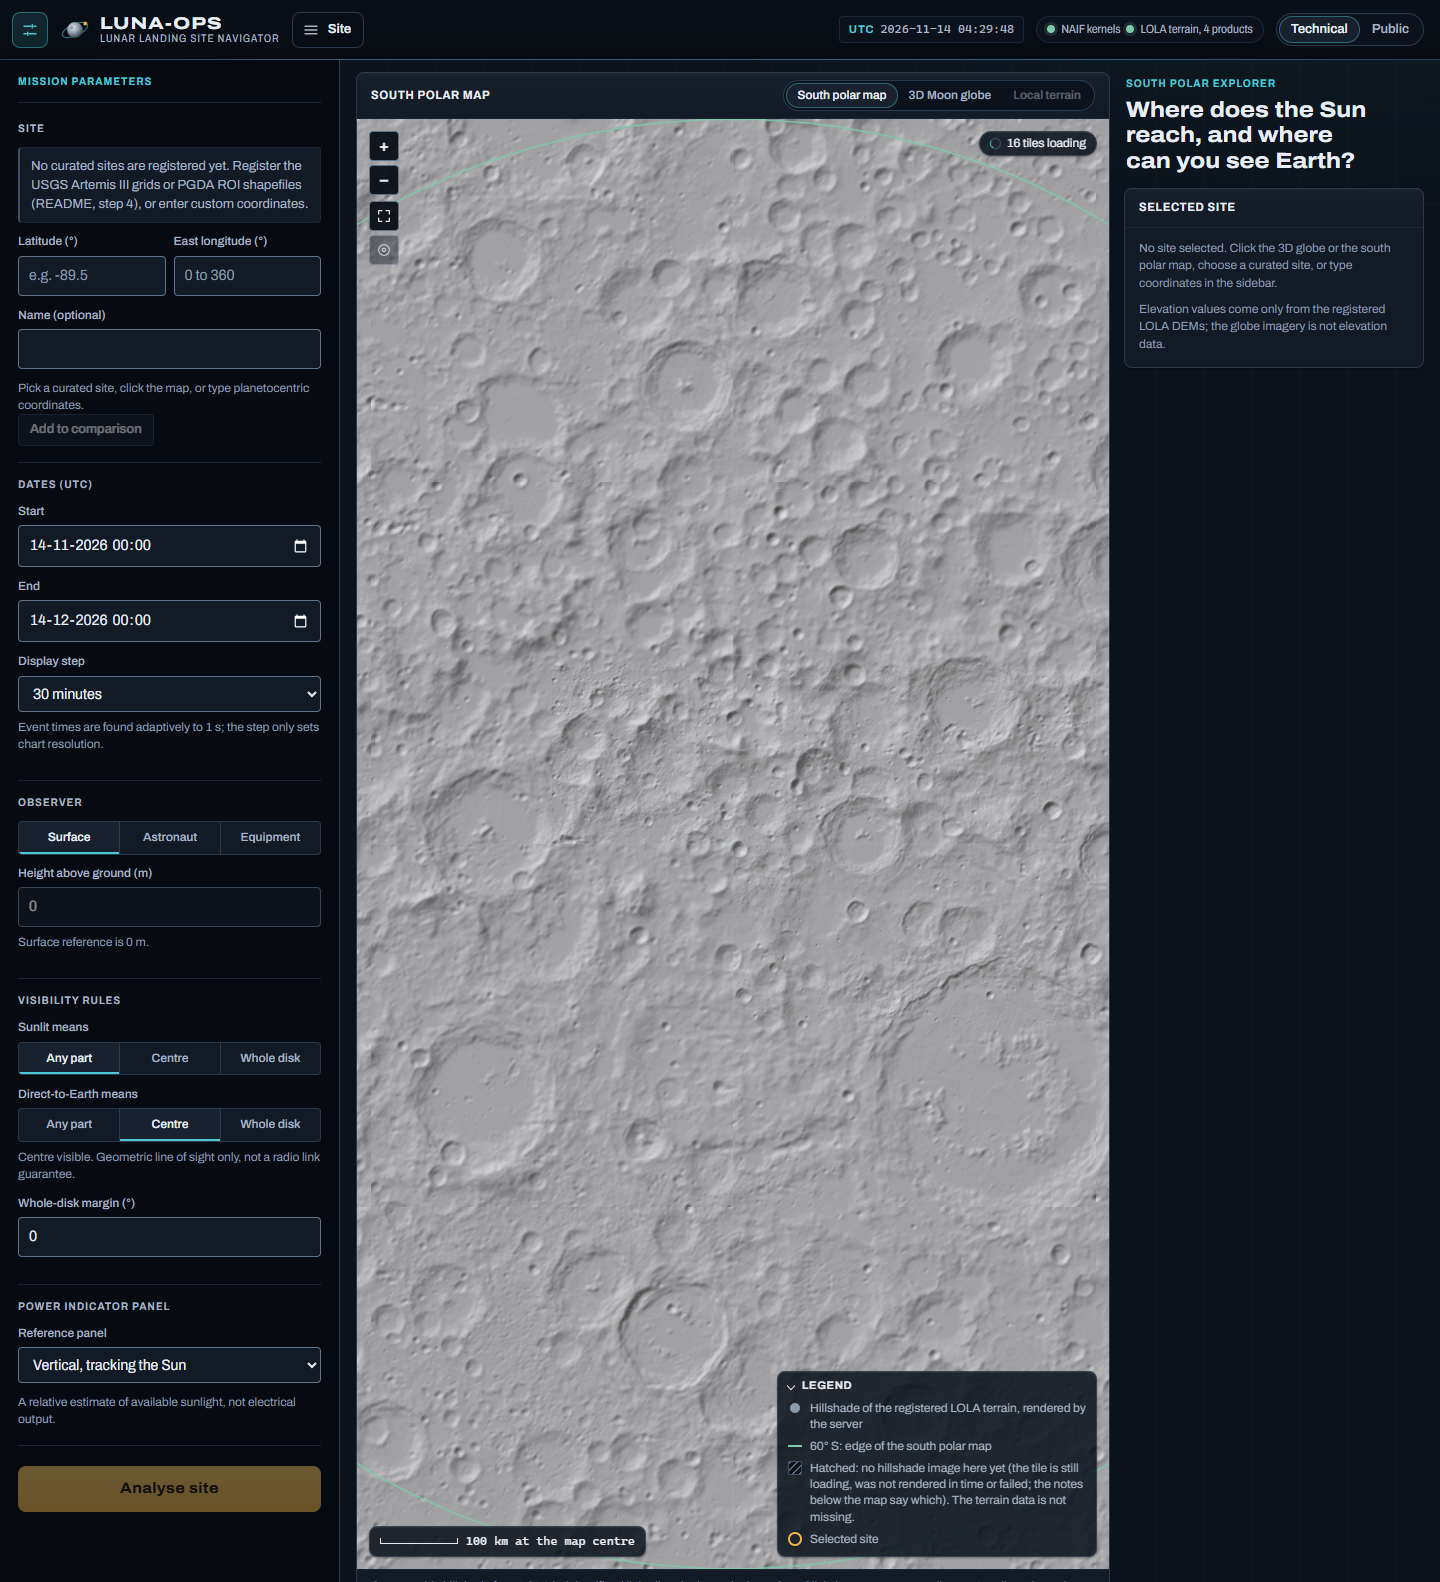 LUNA-OPS
LUNAR LANDING SITE NAVIGATOR
Site
UTC 2026-11-14 04:29:48
NAIF kernels
LOLA terrain, 4 products
Technical
Public
MISSION PARAMETERS
SITE
No curated sites are registered yet. Register the
USGS Artemis III grids or PGDA ROI shapefiles
(README, step 4), or enter custom coordinates.
Latitude (°)
East longitude (°)
e.g. -89.5
0 to 360
Name (optional)
Pick a curated site, click the map, or type planetocentric
coordinates.
Add to comparison
DATES (UTC)
Start
14-11-2026 00:00
End
14-12-2026 00:00
Display step
30 minutes
Event times are found adaptively to 1 s; the step only sets
chart resolution.
OBSERVER
Surface
Astronaut
Equipment
Height above ground (m)
0
Surface reference is 0 m.
VISIBILITY RULES
Sunlit means
Any part
Centre
Whole disk
Direct-to-Earth means
Any part
Centre
Whole disk
Centre visible. Geometric line of sight only, not a radio link
guarantee.
Whole-disk margin (°)
0
POWER INDICATOR PANEL
Reference panel
Vertical, tracking the Sun
A relative estimate of available sunlight, not electrical
output.
Analyse site
SOUTH POLAR MAP
South polar map
3D Moon globe
Local terrain
+
−
16 tiles loading
LEGEND
Hillshade of the registered LOLA terrain, rendered by
the server
60° S: edge of the south polar map
Hatched: no hillshade image here yet (the tile is still
loading, was not rendered in time or failed; the notes
below the map say which). The terrain data is not
missing.
Selected site
100 km at the map centre
SOUTH POLAR EXPLORER
Where does the Sun
reach, and where
can you see Earth?
SELECTED SITE
No site selected. Click the 3D globe or the south
polar map, choose a curated site, or type
coordinates in the sidebar.
Elevation values come only from the registered
LOLA DEMs; the globe imagery is not elevation
data.